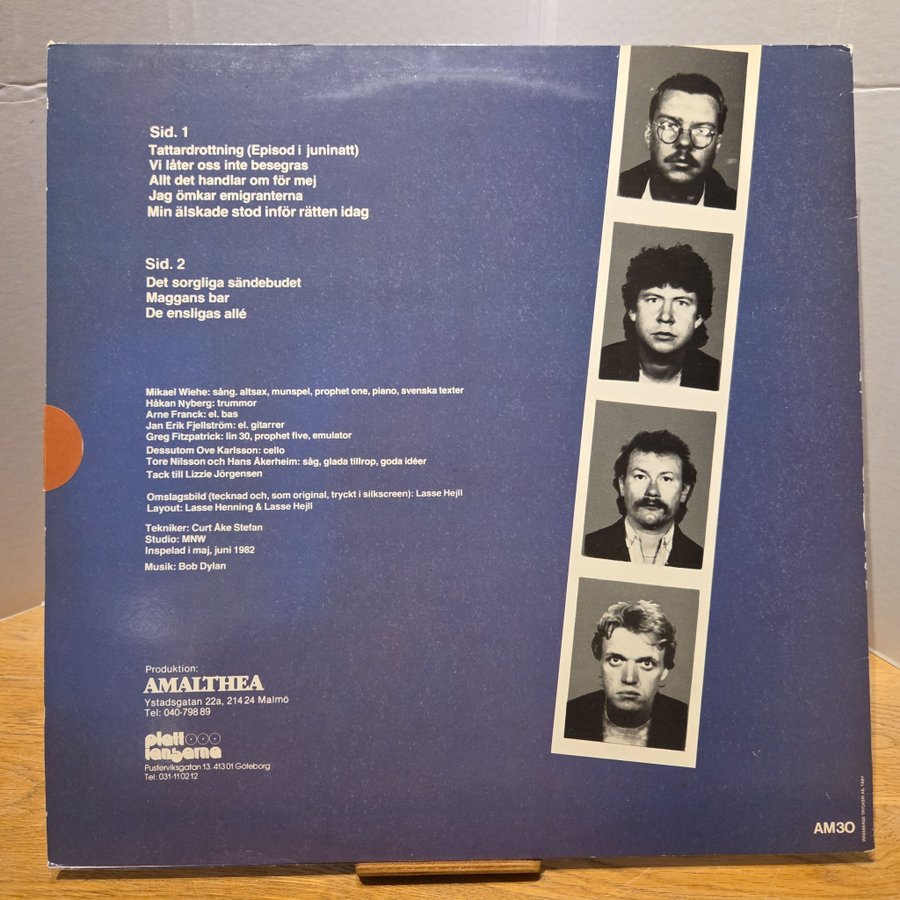 Sid. 1
Tattardrottning (Episod i juninatt)
Vi låter oss inte besegras
Allt det handlar om för mej
Jag ömkar emigranterna
Min älskade stod inför rätten idag
Sid. 2
Det sorgliga sändebudet
Maggans bar
De ensligas allé
Mikael Wiehe: sång. altsax, munspel, prophet one, piano, svenska texter
Håkan Nyberg: trummor
Arne Franck: el. bas
Jan Erik Fjellström: el. gitarrer
Greg Fitzpatrick: lin 30, prophet five, emulator
Dessutom Ove Karlsson: cello
Tore Nilsson och Hans Åkerheim: såg, glada tillrop, goda idéer
Tack till Lizzie Jörgensen
Omslagsbild (tecknad och, som original, tryckt i silkscreen): Lasse Hejll
Layout: Lasse Henning & Lasse Hejll
Tekniker: Curt Åke Stefan
Studio: MNW
Inspelad i maj, juni 1982
Musik: Bob Dylan
Produktion:
AMALTHEA
Ystadsgatan 22a, 214 24 Malmö
Tel: 040-798 89
platt
langarna
Pusterviksgatan 13. 413 01 Göteborg
Tel: 031-11 02 12
AM30
WASBERGS TRYCKERI AB, TÄBY